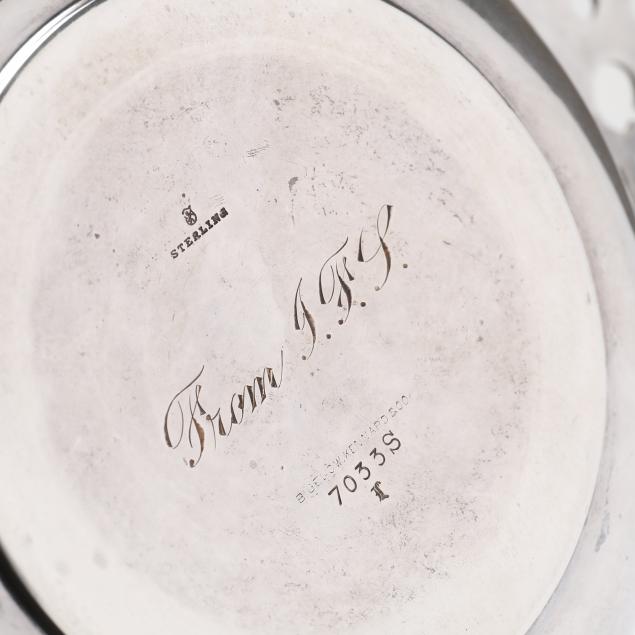 STERLING
From I.F.S.
BIGELOW KENNARD & CO.
7033S